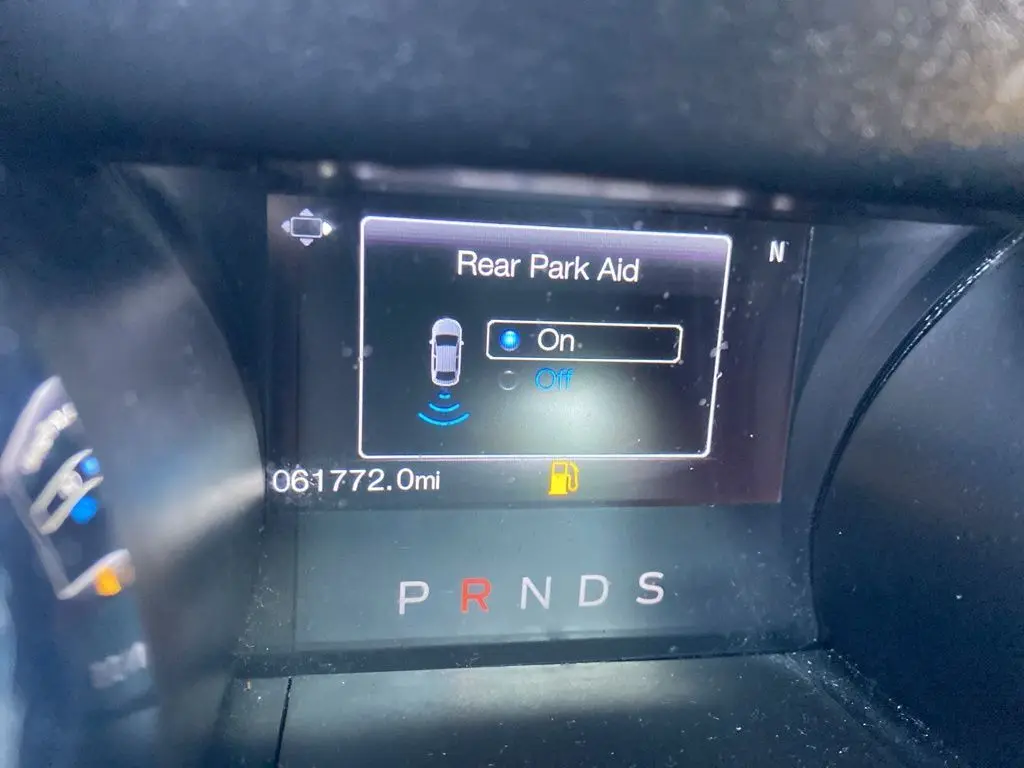 Rear Park Aid
N
On
Off
061772.0mi
P R N D S